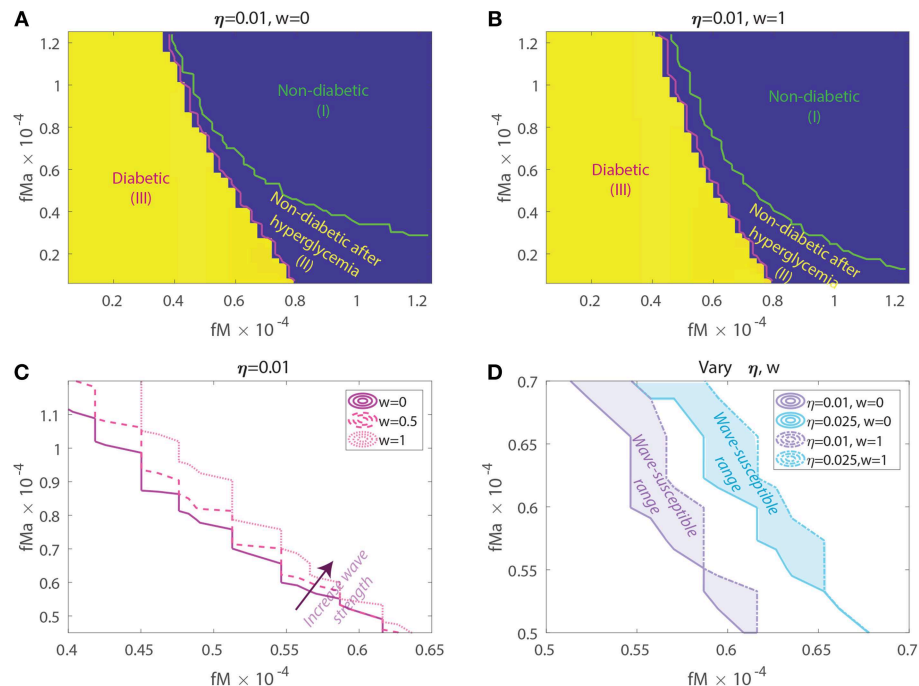 A
η=0.01, w=0
1.2
1
0.8
0.6
0.4
0.2
fMa × 10⁻⁴
Non-diabetic
(I)
Diabetic
(III)
Non-diabetic after
hyperglycemia
(II)
0.2 0.4 0.6 0.8 1 1.2
fM × 10⁻⁴
B
η=0.01, w=1
1.2
1
0.8
0.6
0.4
0.2
fMa × 10⁻⁴
Non-diabetic
(I)
Diabetic
(III)
Non-diabetic after
hyperglycemia
(II)
0.2 0.4 0.6 0.8 1 1.2
fM × 10⁻⁴
C
η=0.01
1.1
1
0.9
0.8
0.7
0.6
0.5
fMa × 10⁻⁴
w=0
w=0.5
w=1
Increase wave
strength
0.4 0.45 0.5 0.55 0.6 0.65
fM × 10⁻⁴
D
Vary η, w
0.7
0.65
0.6
0.55
0.5
fMa × 10⁻⁴
η=0.01, w=0
η=0.025, w=0
η=0.01, w=1
η=0.025,w=1
Wave-susceptible
range
Wave-susceptible
range
0.5 0.55 0.6 0.65 0.7
fM × 10⁻⁴